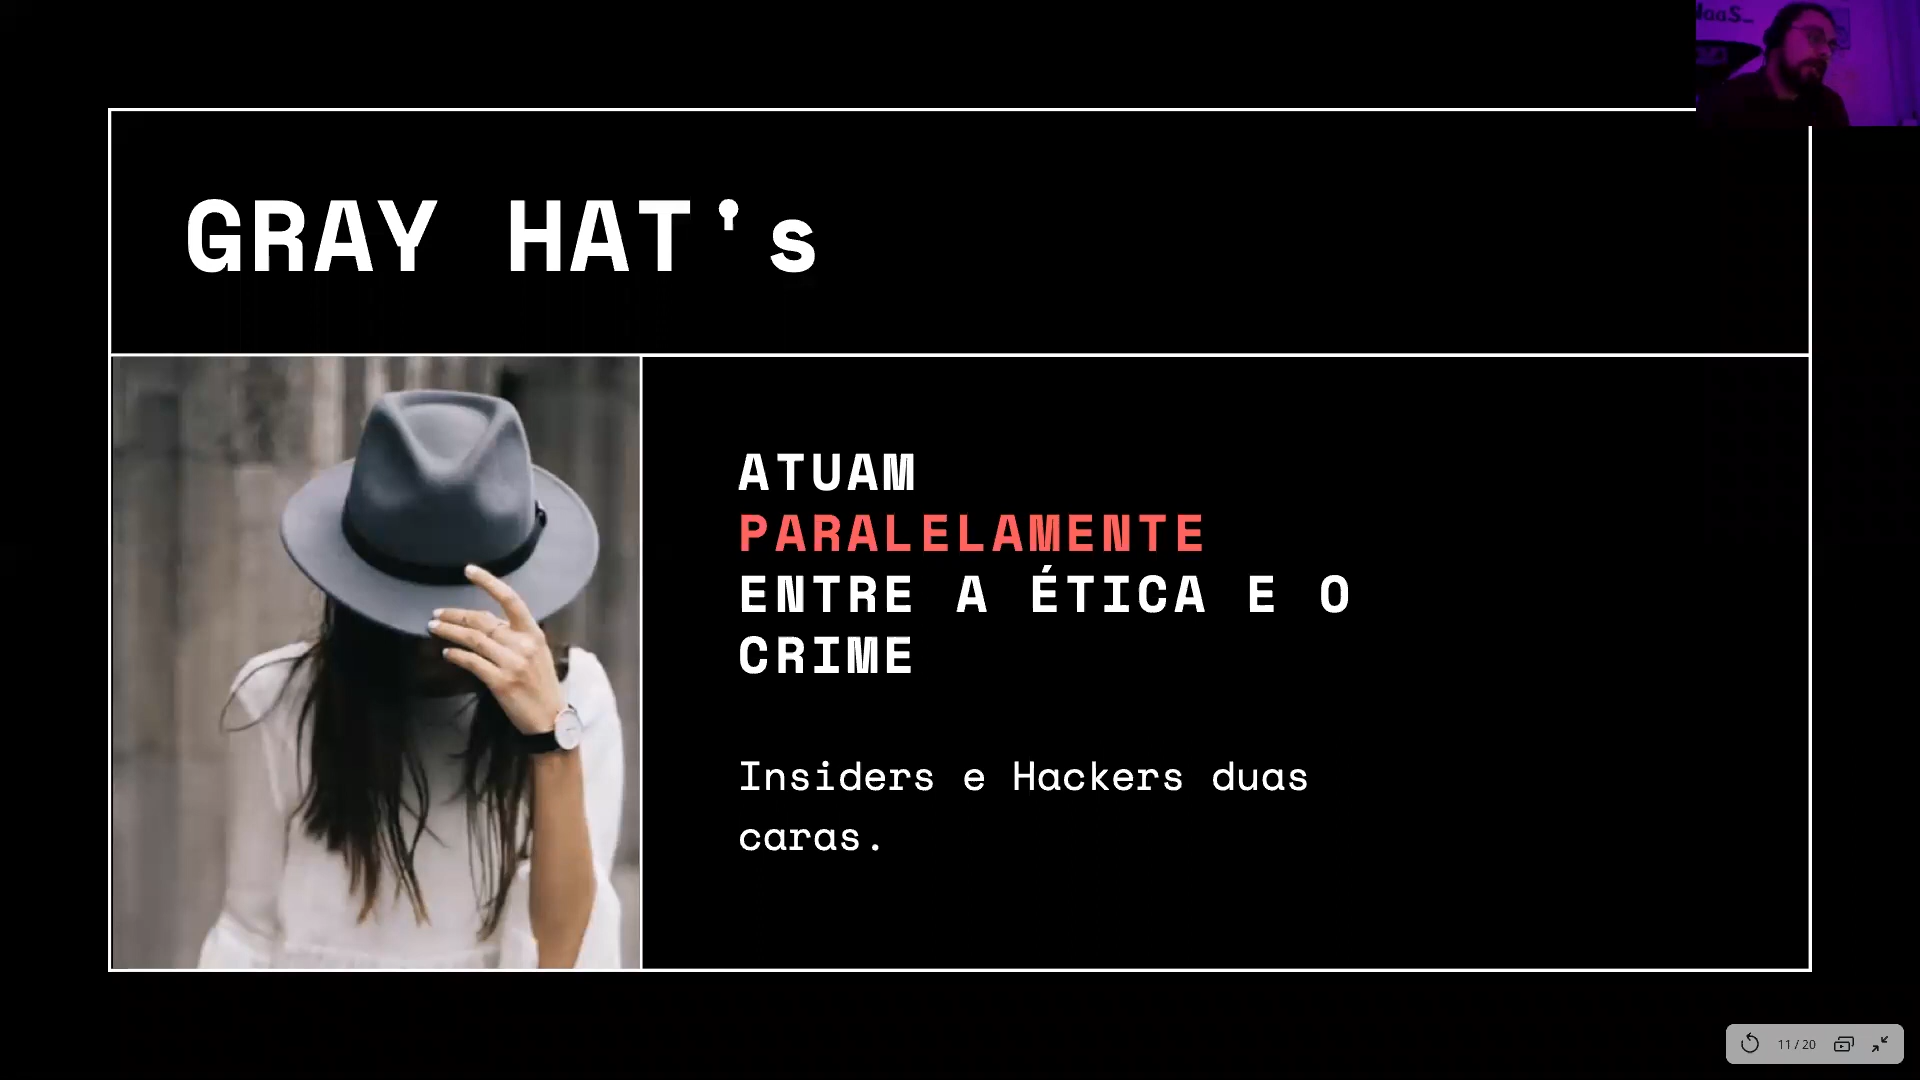 GRAY HAT's
ATUAM
PARALELAMENTE
ENTRE A ÉTICA E O
CRIME
Insiders e Hackers duas
caras.
11 / 20